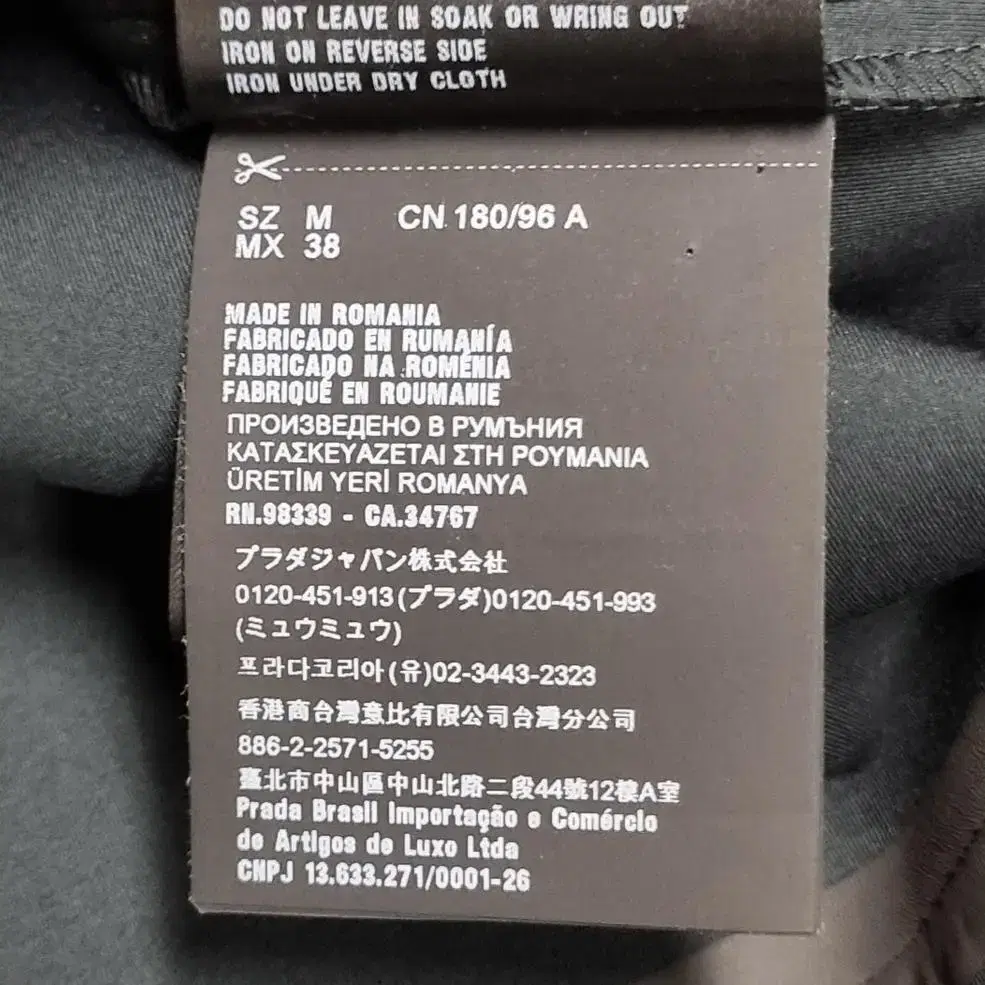 DO NOT LEAVE IN SOAK OR WRING OUT
IRON ON REVERSE SIDE
IRON UNDER DRY CLOTH
SZ M CN 180/96 A
MX 38
MADE IN ROMANIA
FABRICADO EN RUMANÍA
FABRICADO NA ROMÉNIA
FABRIQUÉ EN ROUMANIE
ПРОИЗВЕДЕНО В РУМЪНИЯ
ΚΑΤΑΣΚΕΥΑΖΕΤΑΙ ΣΤΗ ΡΟΥΜΑΝΙΑ
ÜRETİM YERİ ROMANYA
RN.98339 - CA.34767
プラダジャパン株式会社
0120-451-913(プラダ)0120-451-993
(ミュウミュウ)
프라다코리아(유)02-3443-2323
香港商台灣意比有限公司台灣分公司
886-2-2571-5255
臺北市中山區中山北路二段44號12樓A室
Prada Brasil Importação e Comércio
de Artigos de Luxo Ltda
CNPJ 13.633.271/0001-26